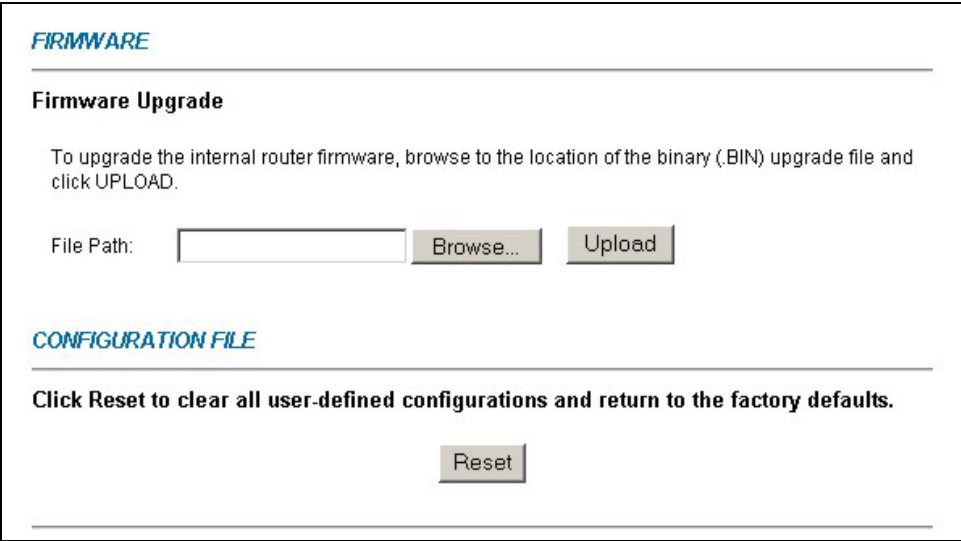 FIRMWARE
Firmware Upgrade
To upgrade the internal router firmware, browse to the location of the binary (.BIN) upgrade file and
click UPLOAD.
File Path: Browse... Upload
CONFIGURATION FILE
Click Reset to clear all user-defined configurations and return to the factory defaults.
Reset